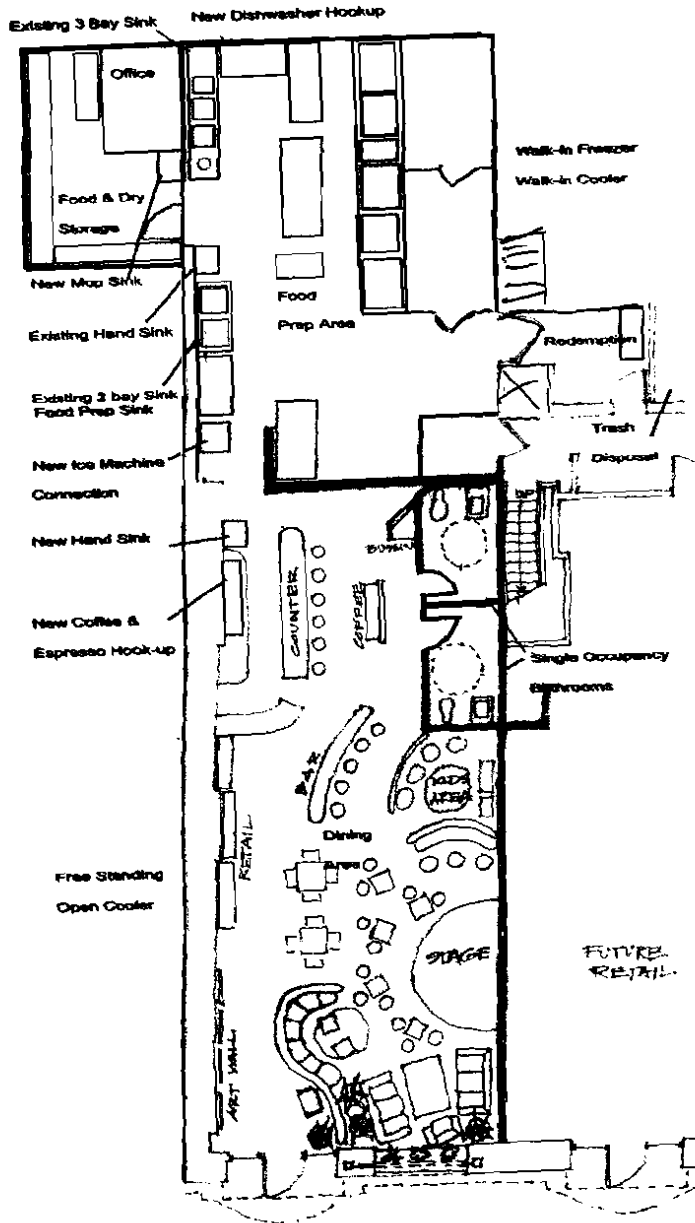 Existing 3 Bay Sink
New Dishwasher Hookup
Office
Walk-in Freezer
Walk-in Cooler
Food & Dry
Storage
New Mop Sink
Food
Prep Area
Existing Hand Sink
Redemption
Existing 2 bay Sink
Food Prep Sink
Trash
Disposal
New Ice Machine
Connection
UP
New Hand Sink
COUNTER
COFFEE
New Coffee &
Espresso Hook-up
Single Occupancy
Bathrooms
BAR
KIDS
AREA
Dining
Area
RETAIL
Free Standing
Open Cooler
STAGE
FUTURE
RETAIL
ART WALL